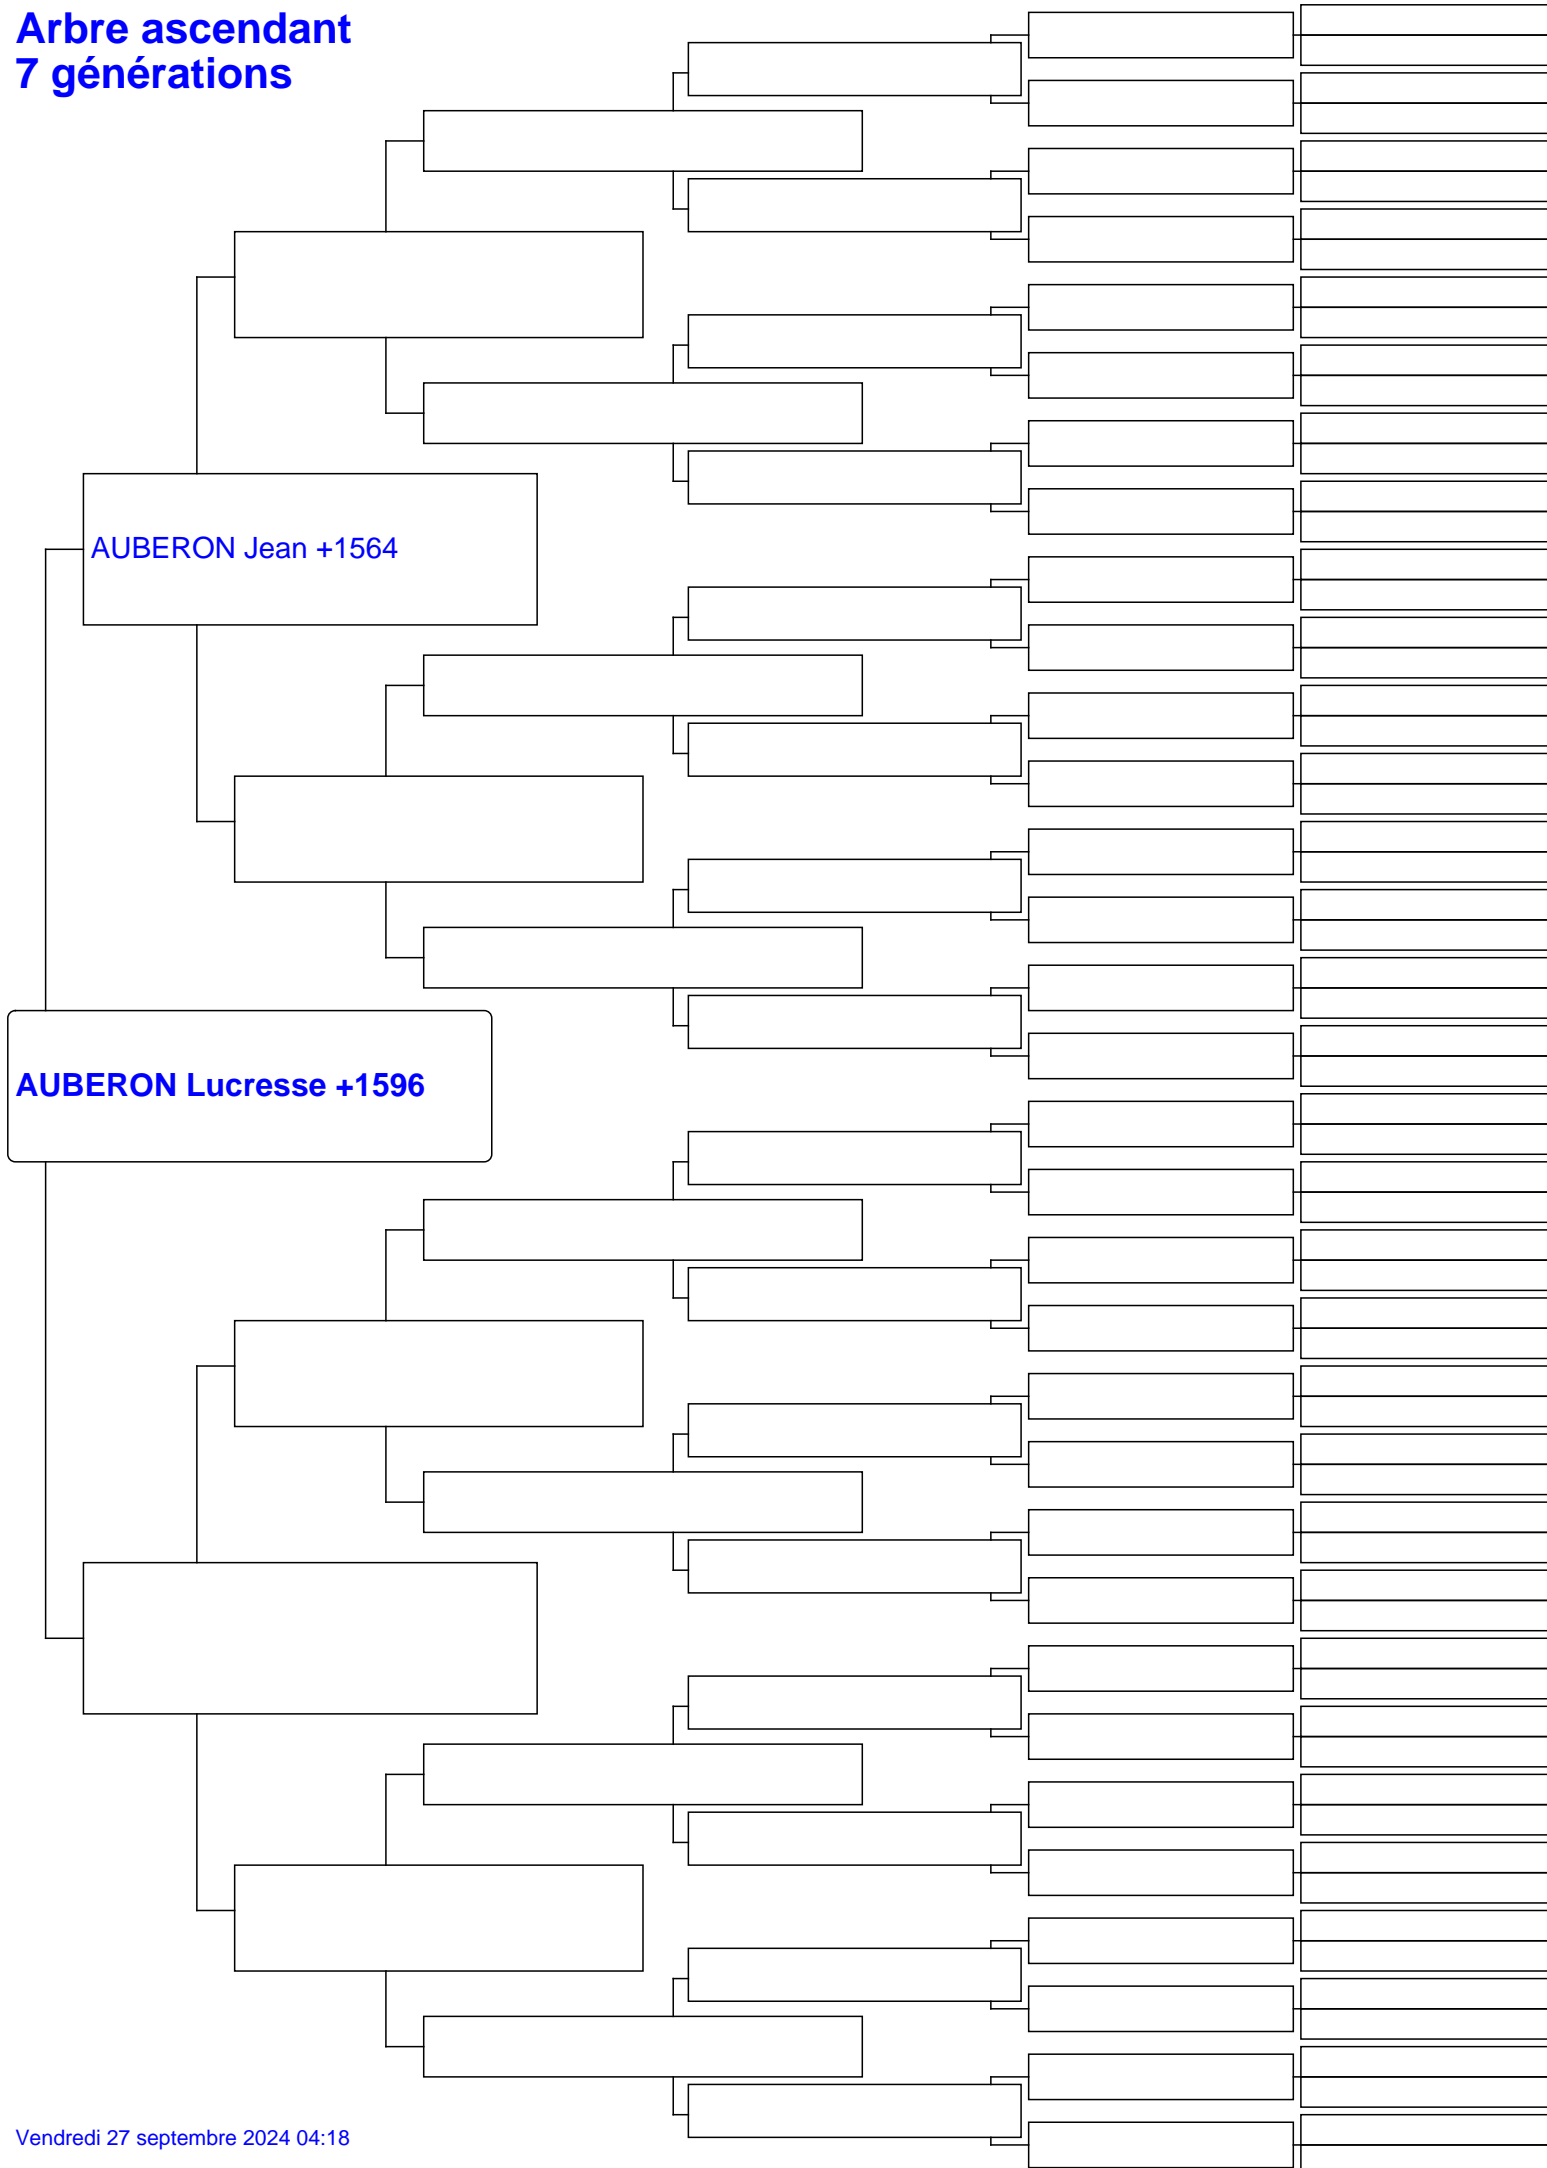 Arbre ascendant
7 générations
AUBERON Jean +1564
AUBERON Lucresse +1596
Vendredi 27 septembre 2024 04:18